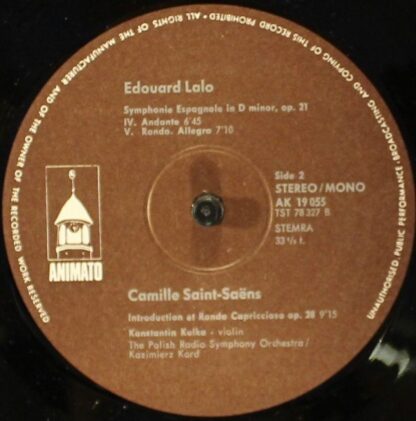 ALL RIGHTS OF THE MANUFACTURER AND OF THE OWNER OF THE RECORDED WORK RESERVED
UNAUTHORISED PUBLIC PERFORMANCE · BROADCASTING AND COPYING OF THIS RECORD PROHIBITED ·
Edouard Lalo
Symphonie Espagnole in D minor, op. 21
IV. Andante 6'45
V. Rondo. Allegro 7'10
Side 2
STEREO/MONO
AK 19 055
TST 78 327 B
STEMRA
33 ⅓ t.
ANIMATO
Camille Saint-Saëns
Introduction et Rondo Capriccioso op. 28 9'15
Konstantin Kulka – violin
The Polish Radio Symphony Orchestra/
Kazimierz Kord